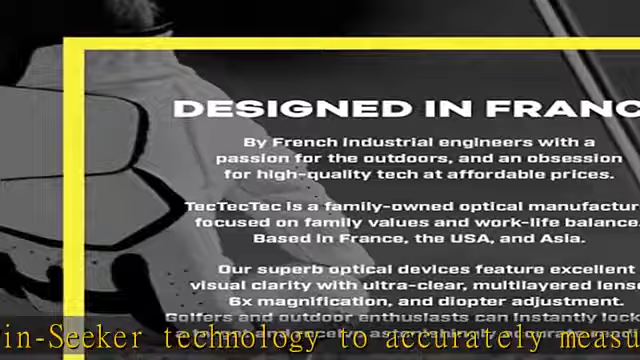 DESIGNED IN FRANC
By French industrial engineers with a
passion for the outdoors, and an obsession
for high-quality tech at affordable prices.
TecTecTec is a family-owned optical manufactur
focused on family values and work-life balance.
Based in France, the USA, and Asia.
Our superb optical devices feature excellent
visual clarity with ultra-clear, multilayered lens
6x magnification, and diopter adjustment.
Golfers and outdoor enthusiasts can instantly lock
in-Seeker technology to accurately measu